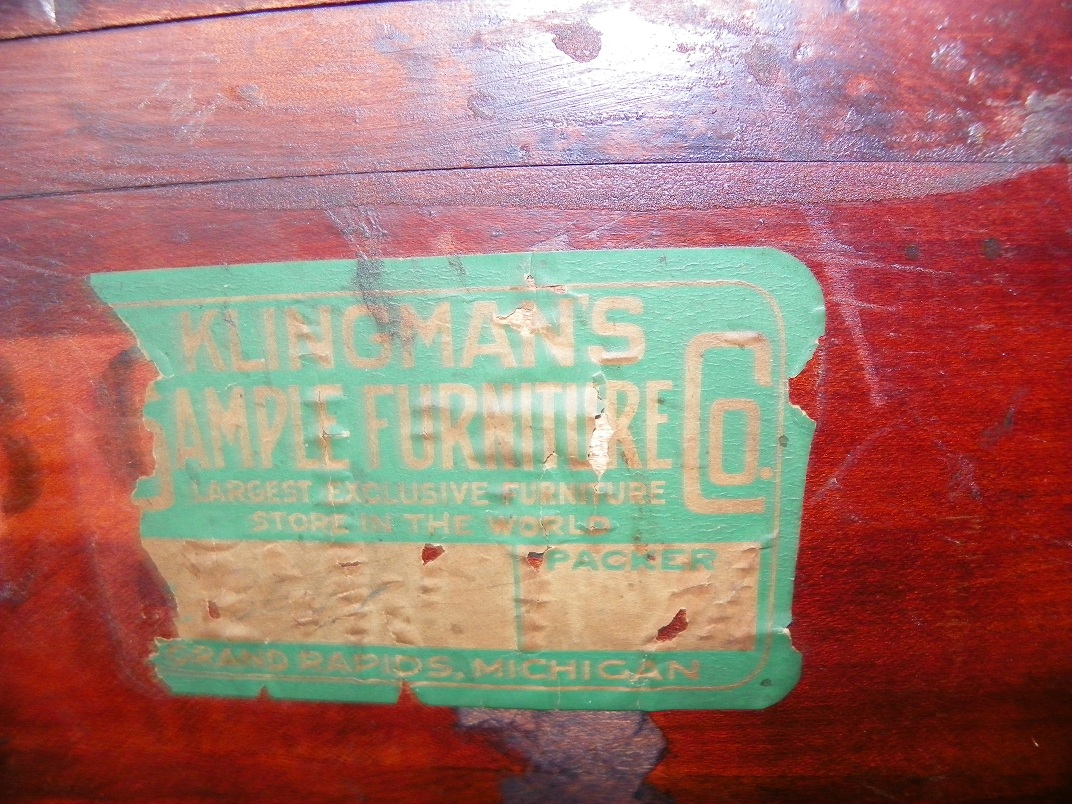 KLINGMAN'S
SAMPLE FURNITURE CO.
LARGEST EXCLUSIVE FURNITURE
STORE IN THE WORLD
PACKER
GRAND RAPIDS, MICHIGAN